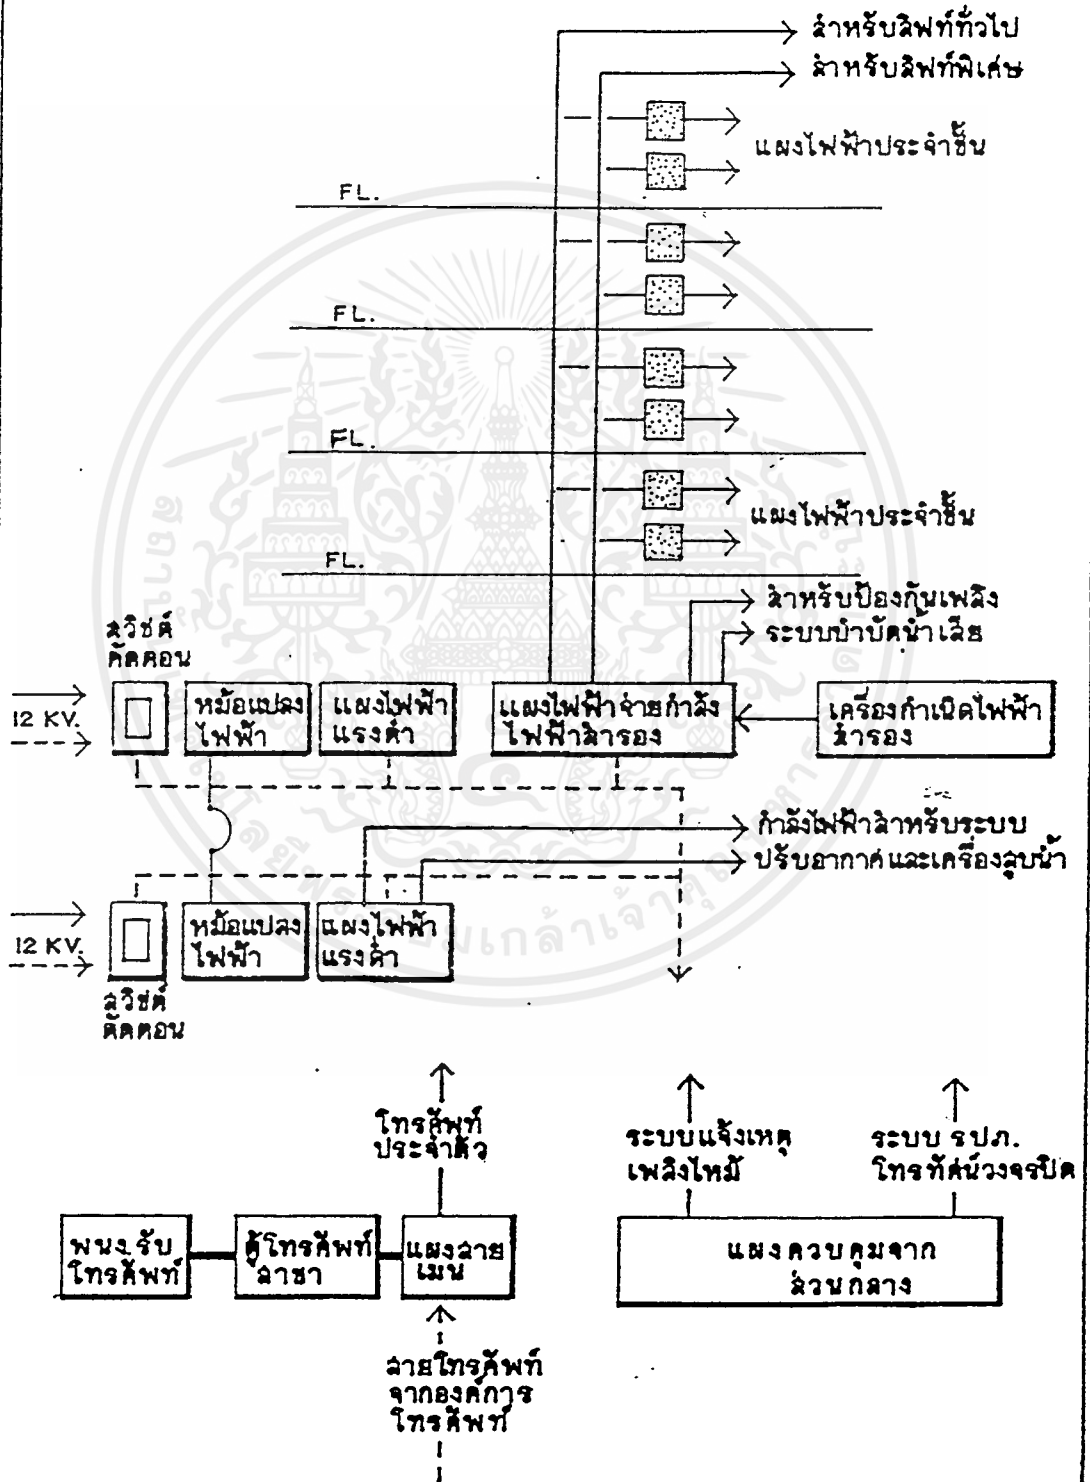 สำหรับลิฟท์ทั่วไป
สำหรับลิฟท์พิเศษ
แผงไฟฟ้าประจำชั้น
FL.
FL.
FL.
แผงไฟฟ้าประจำชั้น
FL.
สำหรับป้องกันเพลิง
ระบบบำบัดน้ำเสีย
สวิชต์
ตัดตอน
12 KV.
หม้อแปลง
ไฟฟ้า
แผงไฟฟ้า
แรงต่ำ
แผงไฟฟ้าจ่ายกำลัง
ไฟฟ้าสำรอง
เครื่องกำเนิดไฟฟ้า
สำรอง
กำลังไฟฟ้าสำหรับระบบ
ปรับอากาศและเครื่องสูบน้ำ
12 KV.
หม้อแปลง
ไฟฟ้า
แผงไฟฟ้า
แรงต่ำ
สวิชต์
ตัดตอน
โทรศัพท์
ประจำตัว
ระบบแจ้งเหตุ
เพลิงไหม้
ระบบ รปภ.
โทรทัศน์วงจรปิด
พนง.รับ
โทรศัพท์
ตู้โทรศัพท์
สาขา
แผงสาย
เมน
แผงควบคุมจาก
ส่วนกลาง
สายโทรศัพท์
จากองค์การ
โทรศัพท์